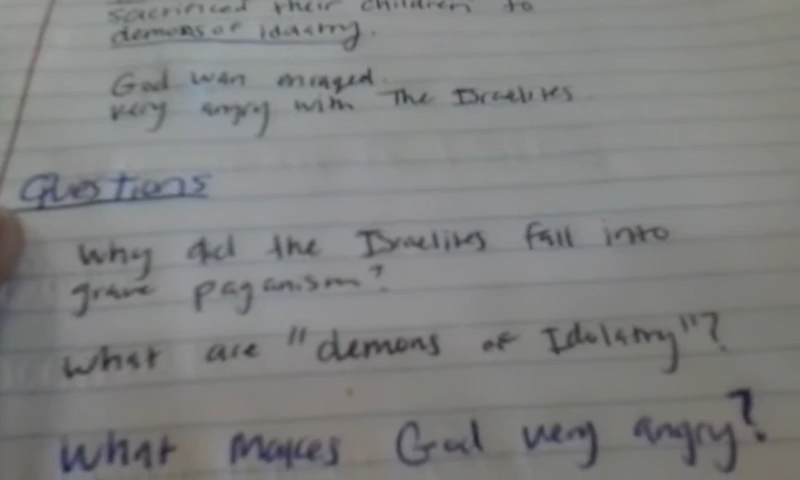 sacrificed their children to
demons of idolatry.
God was enraged.
very angry with The Israelites
Questions
Why did the Israelites fall into
grave paganism?
What are "demons of Idolatry"?
What makes God very angry?